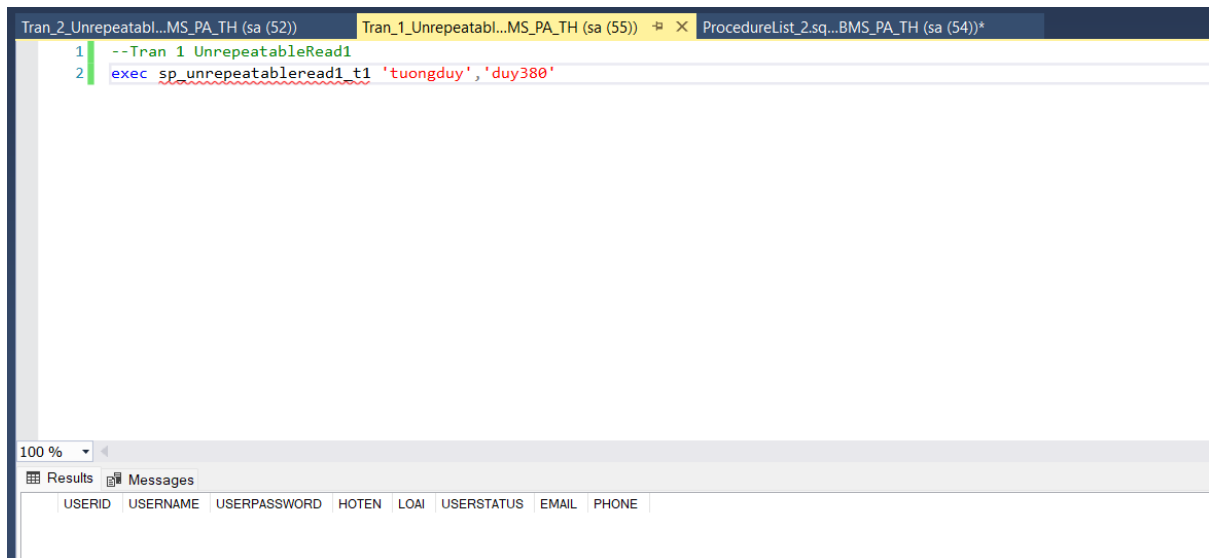 Tran_2_Unrepeatabl...MS_PA_TH (sa (52)) Tran_1_Unrepeatabl...MS_PA_TH (sa (55)) ProcedureList_2.sq...BMS_PA_TH (sa (54))*
1 --Tran 1 UnrepeatableRead1
2 exec sp_unrepeatableread1_t1 'tuongduy','duy380'
100 %
Results Messages
USERID USERNAME USERPASSWORD HOTEN LOAI USERSTATUS EMAIL PHONE